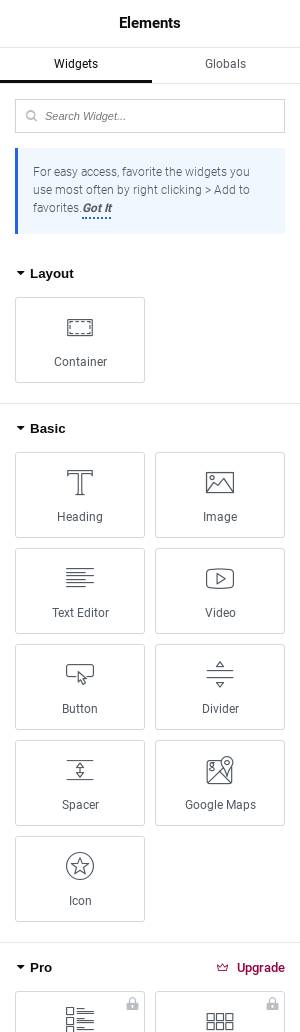 Elements
Widgets Globals
Search Widget...
For easy access, favorite the widgets you
use most often by right clicking > Add to
favorites. Got It
Layout
Container
Basic
Heading Image
Text Editor Video
Button Divider
Spacer Google Maps
Icon
Pro Upgrade